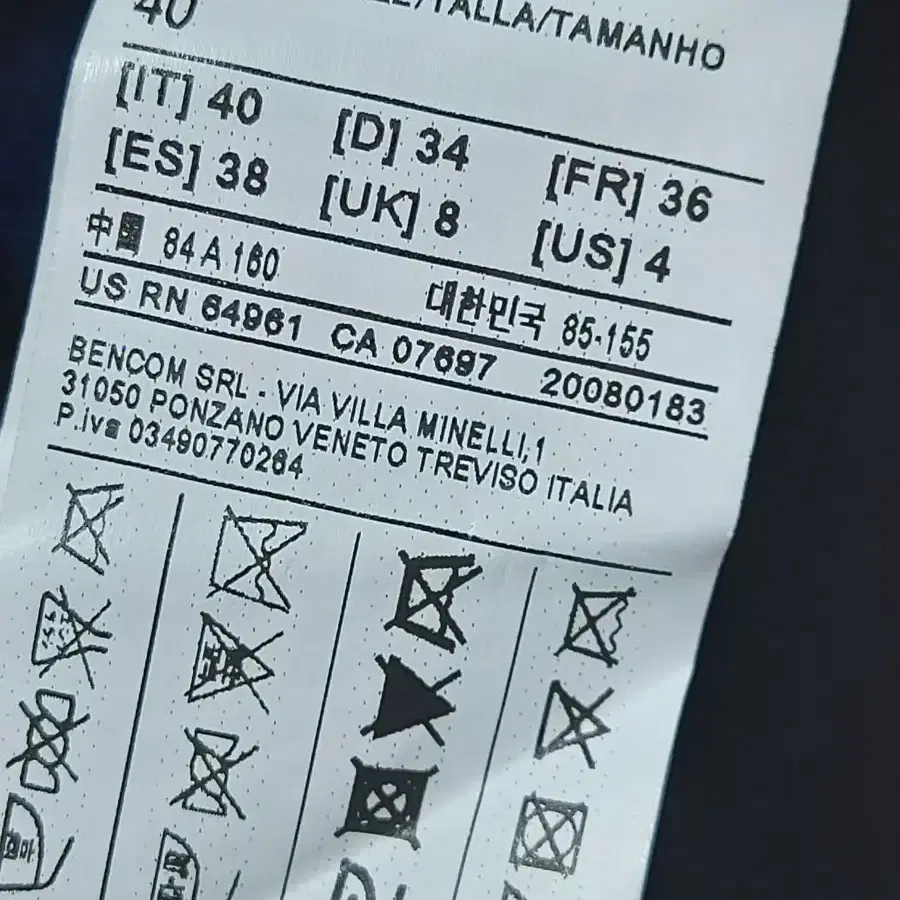 40 /TALLA/TAMANHO
[IT] 40 [D] 34 [FR] 36
[ES] 38 [UK] 8 [US] 4
中國 84 A 160 대한민국 85-155
US RN 64961 CA 07697 20080183
BENCOM SRL . VIA VILLA MINELLI,1
31050 PONZANO VENETO TREVISO ITALIA
P.iva 03490770264